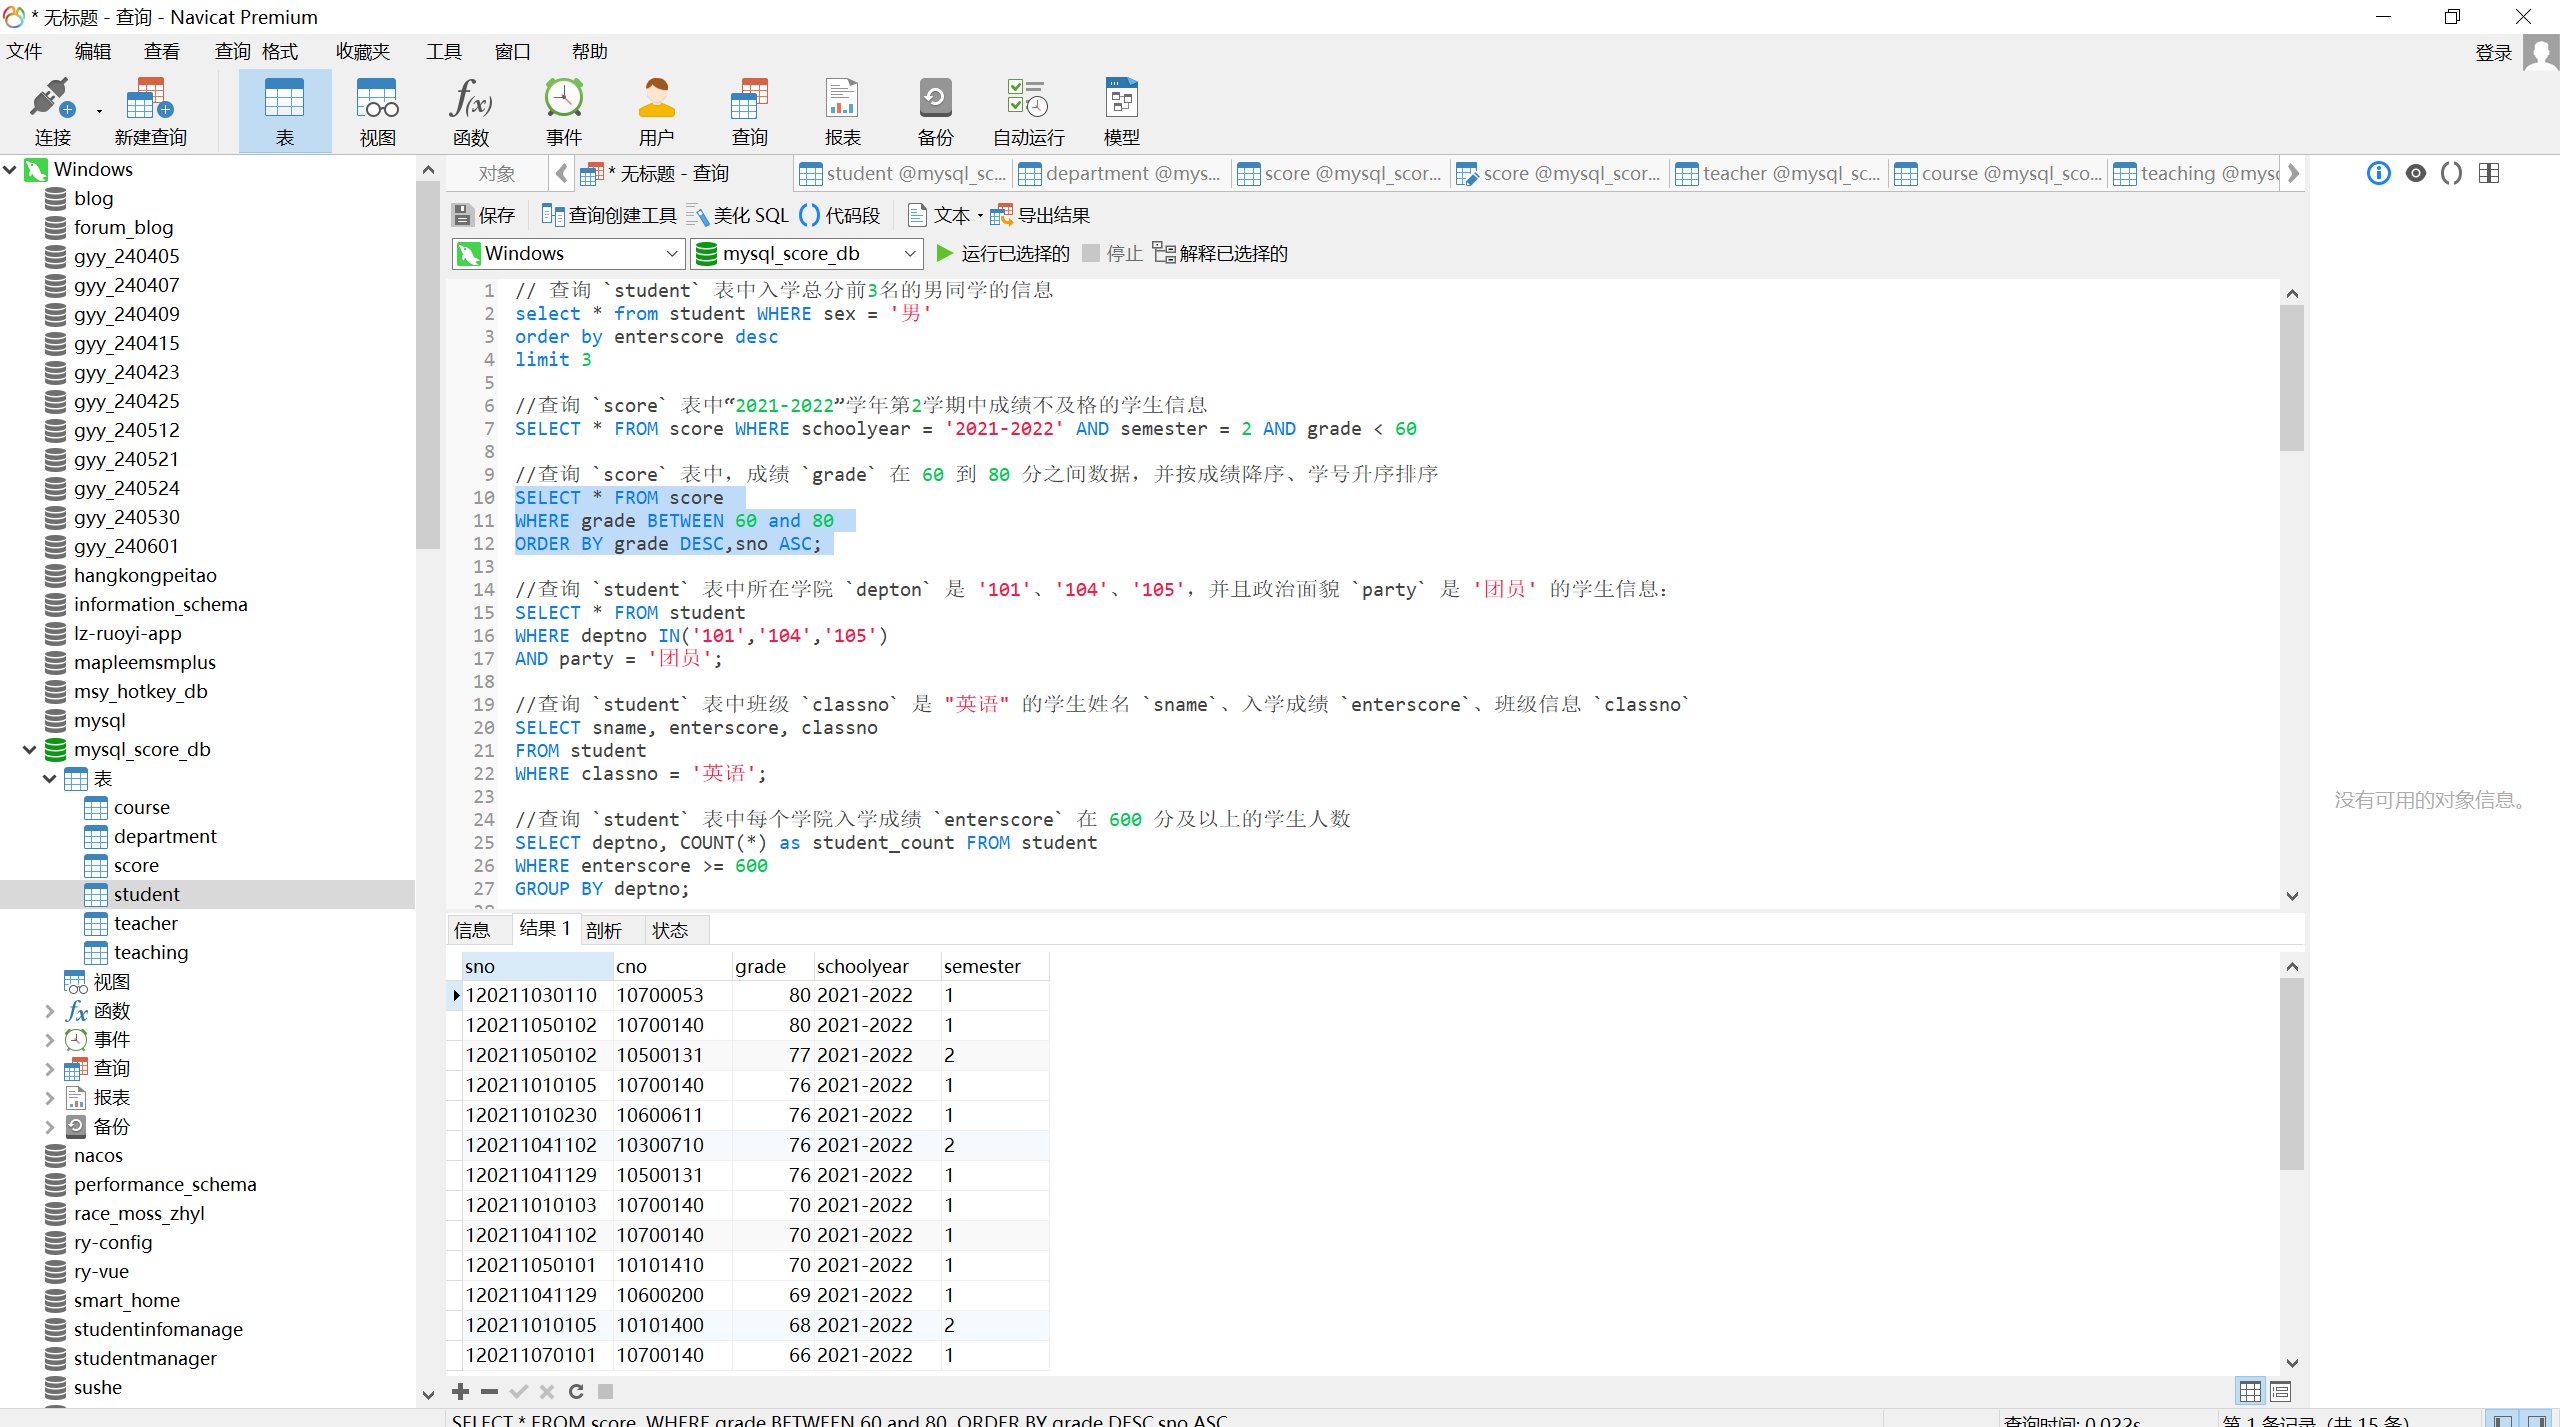 * 无标题 - 查询 - Navicat Premium
文件 编辑 查看 查询 格式 收藏夹 工具 窗口 帮助 登录
连接 新建查询 表 视图 函数 事件 用户 查询 报表 备份 自动运行 模型
Windows
blog
forum_blog
gyy_240405
gyy_240407
gyy_240409
gyy_240415
gyy_240423
gyy_240425
gyy_240512
gyy_240521
gyy_240524
gyy_240530
gyy_240601
hangkongpeitao
information_schema
lz-ruoyi-app
mapleemsmplus
msy_hotkey_db
mysql
mysql_score_db
表
course
department
score
student
teacher
teaching
视图
函数
事件
查询
报表
备份
nacos
performance_schema
race_moss_zhyl
ry-config
ry-vue
smart_home
studentinfomanage
studentmanager
sushe
对象 * 无标题 - 查询 student @mysql_sc... department @mys... score @mysql_scor... score @mysql_scor... teacher @mysql_sc... course @mysql_sco... teaching @mys
保存 查询创建工具 美化 SQL 代码段 文本 导出结果
Windows mysql_score_db 运行已选择的 停止 解释已选择的
1 // 查询 `student` 表中入学总分前3名的男同学的信息
2 select * from student WHERE sex = '男'
3 order by enterscore desc
4 limit 3
5
6 //查询 `score` 表中“2021-2022”学年第2学期中成绩不及格的学生信息
7 SELECT * FROM score WHERE schoolyear = '2021-2022' AND semester = 2 AND grade < 60
8
9 //查询 `score` 表中，成绩 `grade` 在 60 到 80 分之间数据，并按成绩降序、学号升序排序
10 SELECT * FROM score
11 WHERE grade BETWEEN 60 and 80
12 ORDER BY grade DESC,sno ASC;
13
14 //查询 `student` 表中所在学院 `depton` 是 '101'、'104'、'105'，并且政治面貌 `party` 是 '团员' 的学生信息：
15 SELECT * FROM student
16 WHERE deptno IN('101','104','105')
17 AND party = '团员';
18
19 //查询 `student` 表中班级 `classno` 是 "英语" 的学生姓名 `sname`、入学成绩 `enterscore`、班级信息 `classno`
20 SELECT sname, enterscore, classno
21 FROM student
22 WHERE classno = '英语';
23
24 //查询 `student` 表中每个学院入学成绩 `enterscore` 在 600 分及以上的学生人数
25 SELECT deptno, COUNT(*) as student_count FROM student
26 WHERE enterscore >= 600
27 GROUP BY deptno;
信息 结果 1 剖析 状态
sno cno grade schoolyear semester
120211030110 10700053 80 2021-2022 1
120211050102 10700140 80 2021-2022 1
120211050102 10500131 77 2021-2022 2
120211010105 10700140 76 2021-2022 1
120211010230 10600611 76 2021-2022 1
120211041102 10300710 76 2021-2022 2
120211041129 10500131 76 2021-2022 1
120211010103 10700140 70 2021-2022 1
120211041102 10700140 70 2021-2022 1
120211050101 10101410 70 2021-2022 1
120211041129 10600200 69 2021-2022 1
120211010105 10101400 68 2021-2022 2
120211070101 10700140 66 2021-2022 1
没有可用的对象信息。
SELECT * FROM score WHERE grade BETWEEN 60 and 80 ORDER BY grade DESC,sno ASC 查询时间: 0.022s 第 1 条记录 (共 15 条)